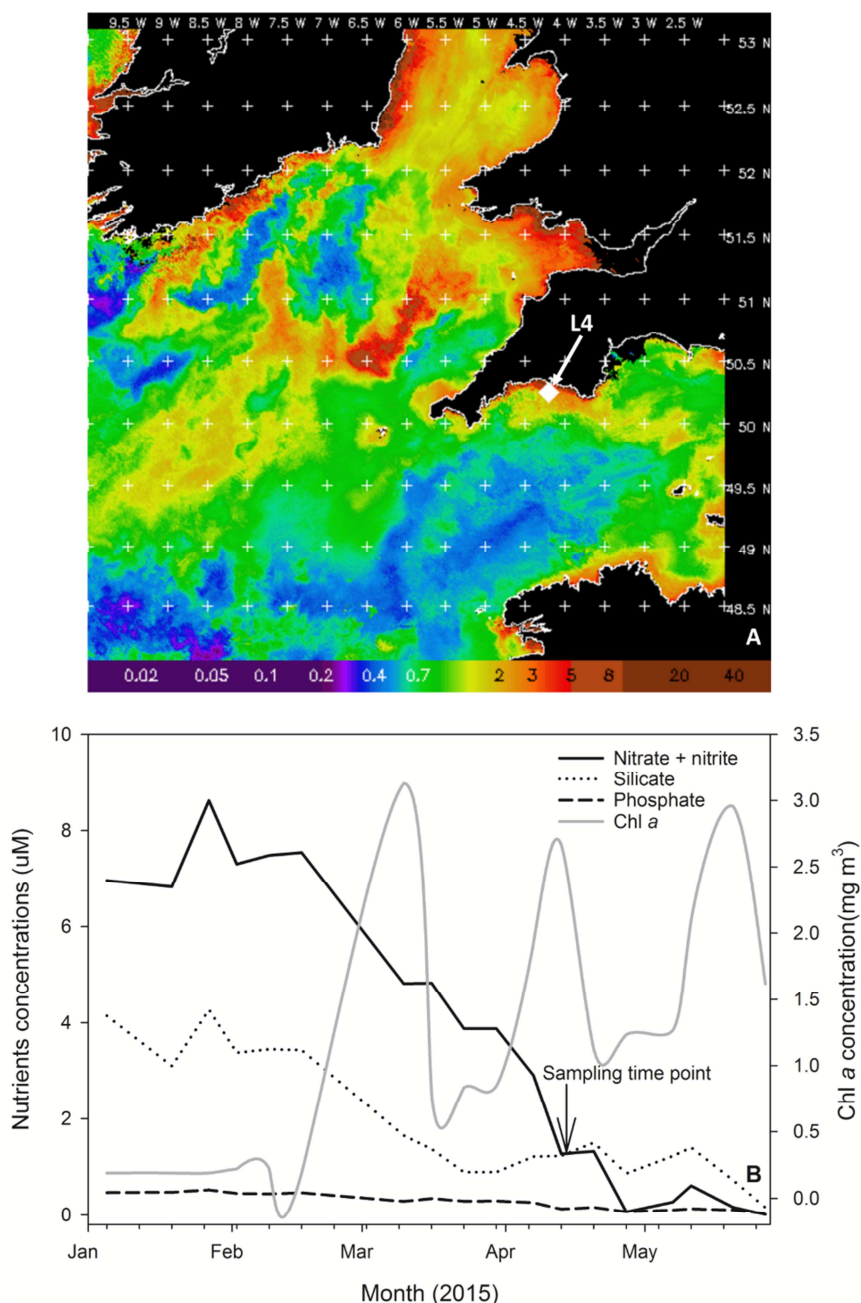 9.5 W 9 W 8.5 W 8 W 7.5 W 7 W 6.5 W 6 W 5.5 W 5 W 4.5 W 4 W 3.5 W 3 W 2.5 W
53 N
52.5 N
52 N
51.5 N
51 N
L4
50.5 N
50 N
49.5 N
49 N
48.5 N
A
0.02 0.05 0.1 0.2 0.4 0.7 2 3 5 8 20 40
10 3.5
Nitrate + nitrite
Silicate
Phosphate
Chl a
3.0
8
2.5
6
2.0
1.5
4
1.0
Sampling time point
2
0.5
B
0.0
0
Nutrients concentrations (uM)
Chl a concentration(mg m³)
Jan Feb Mar Apr May
Month (2015)